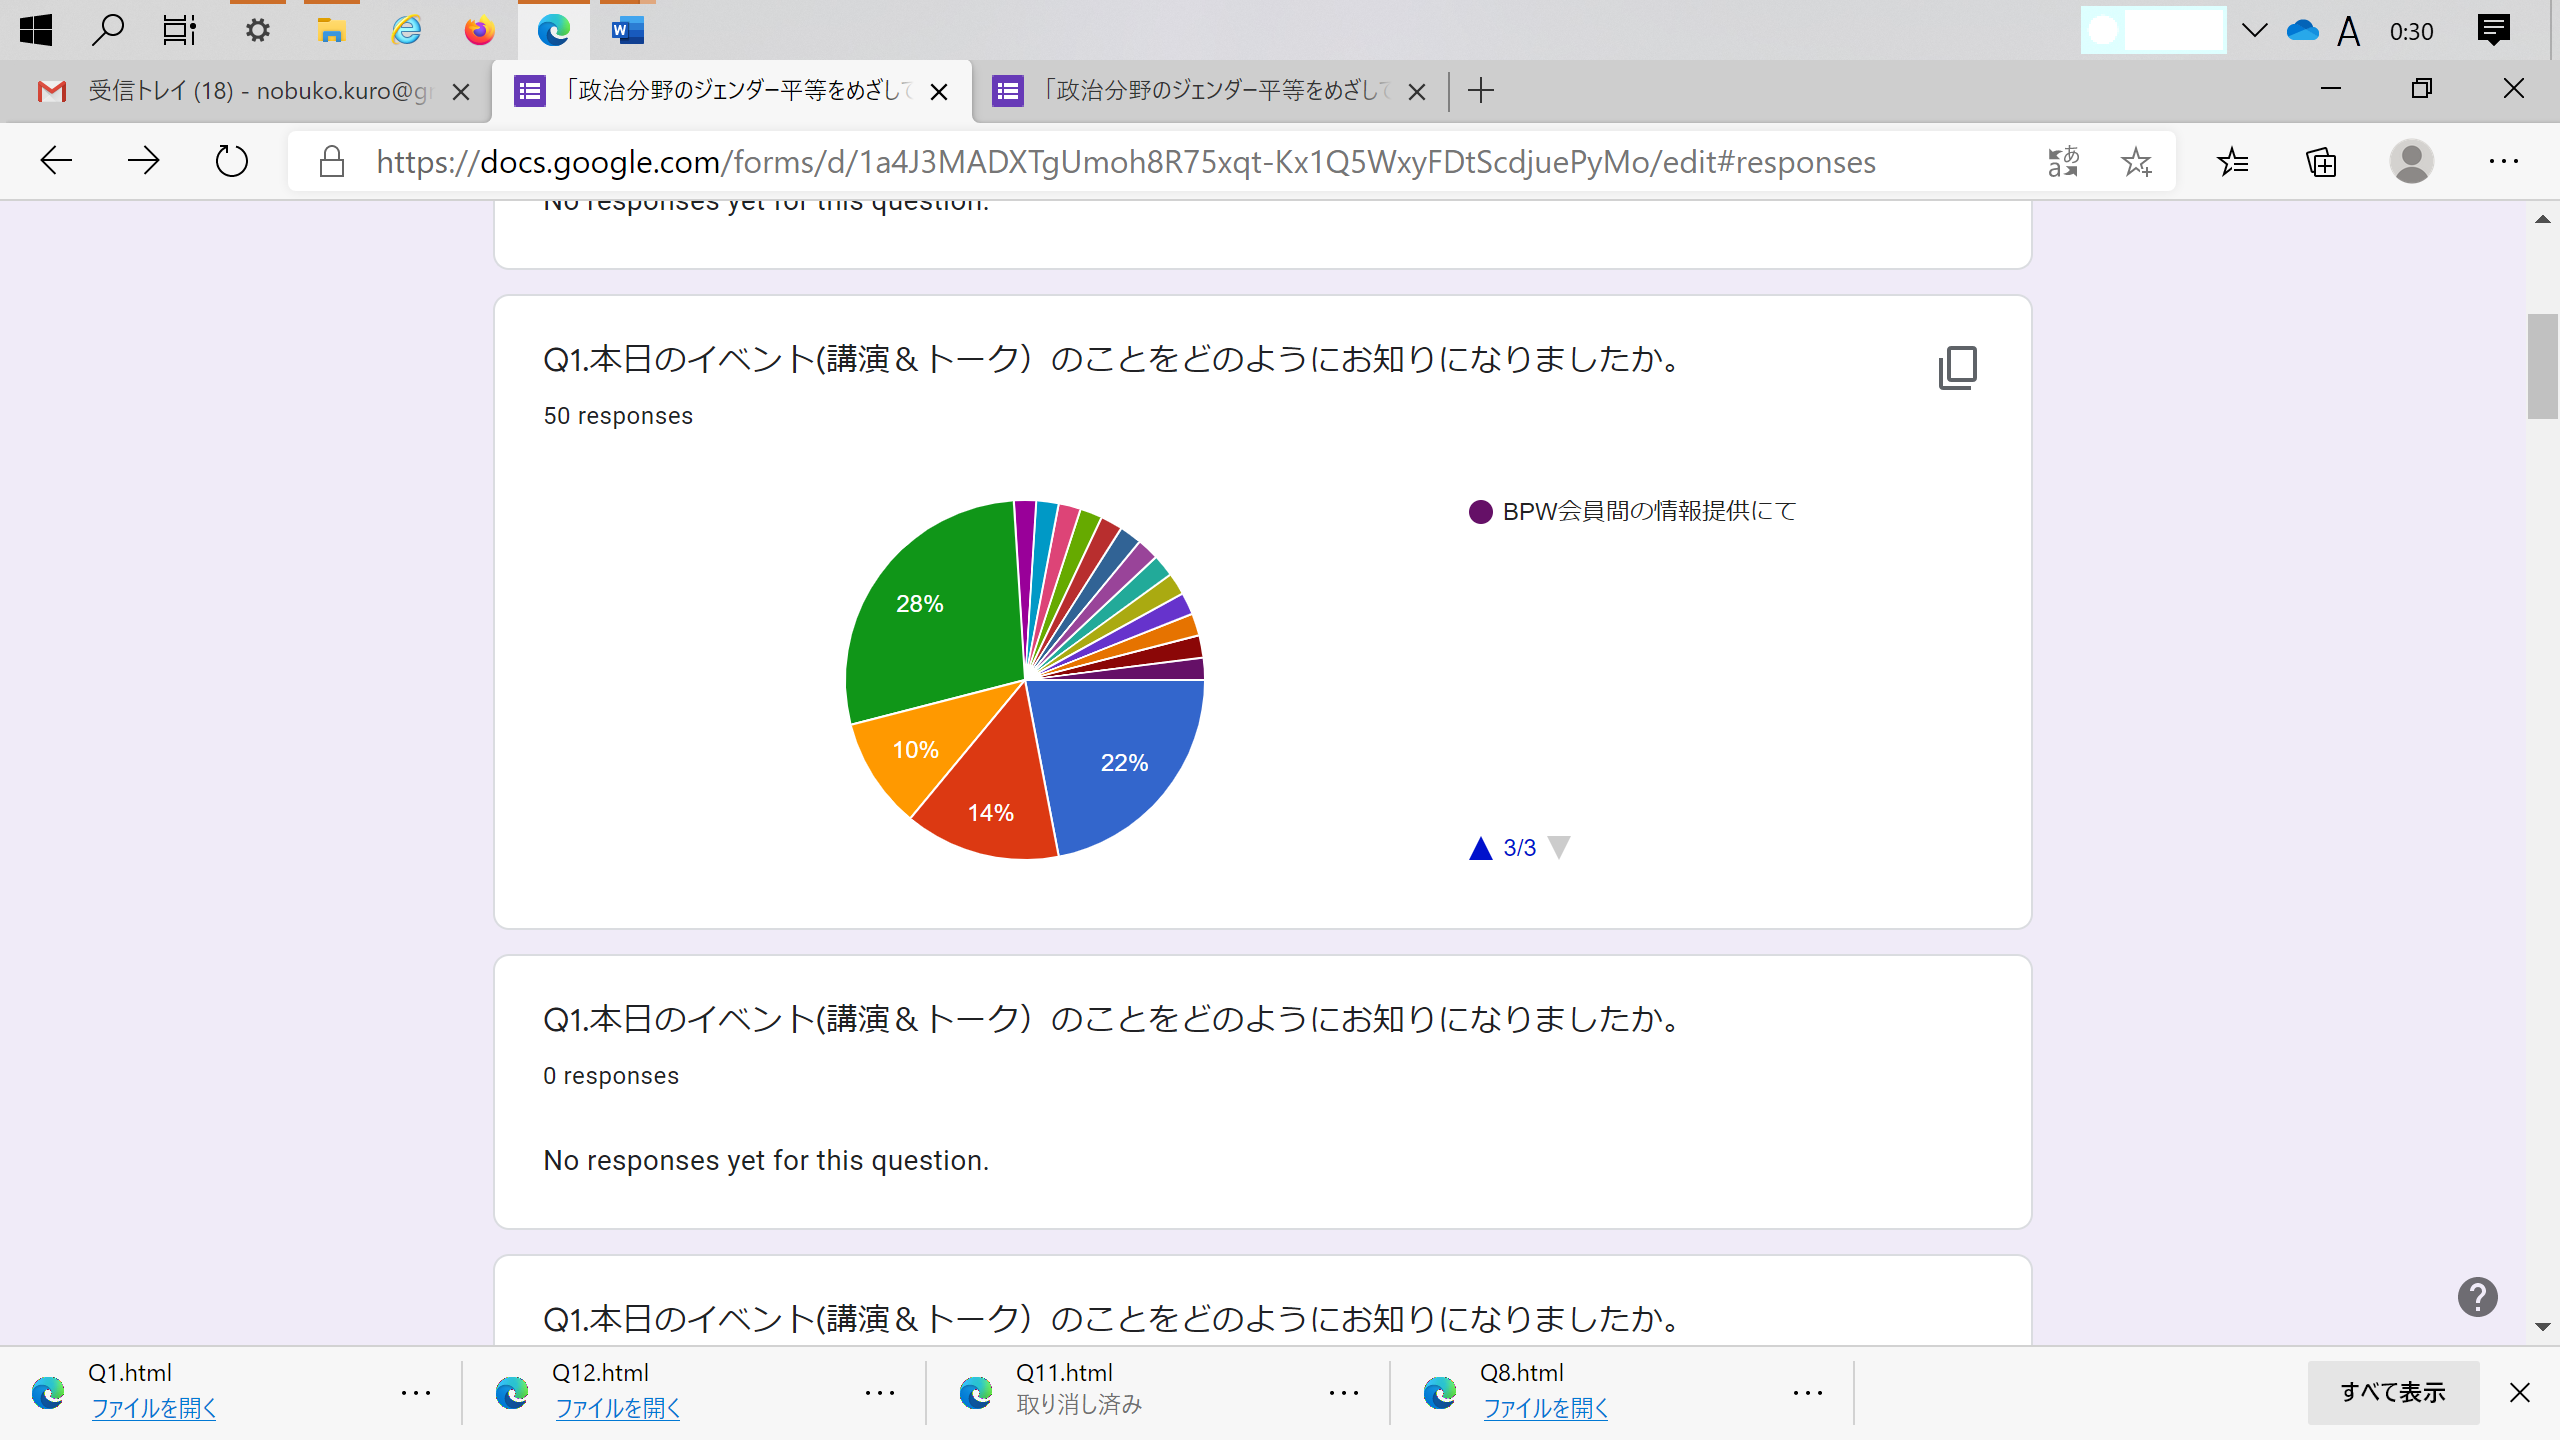 A 0:30
受信トレイ (18) - nobuko.kuro@g
「政治分野のジェンダー平等をめざして
「政治分野のジェンダー平等をめざして
https://docs.google.com/forms/d/1a4J3MADXTgUmoh8R75xqt-Kx1Q5WxyFDtScdjuePyMo/edit#responses
No responses yet for this question.
Q1.本日のイベント(講演＆トーク）のことをどのようにお知りになりましたか。
50 responses
BPW会員間の情報提供にて
28%
10%
22%
14%
3/3
Q1.本日のイベント(講演＆トーク）のことをどのようにお知りになりましたか。
0 responses
No responses yet for this question.
Q1.本日のイベント(講演＆トーク）のことをどのようにお知りになりましたか。
Q1.html
ファイルを開く
Q12.html
ファイルを開く
Q11.html
取り消し済み
Q8.html
ファイルを開く
すべて表示